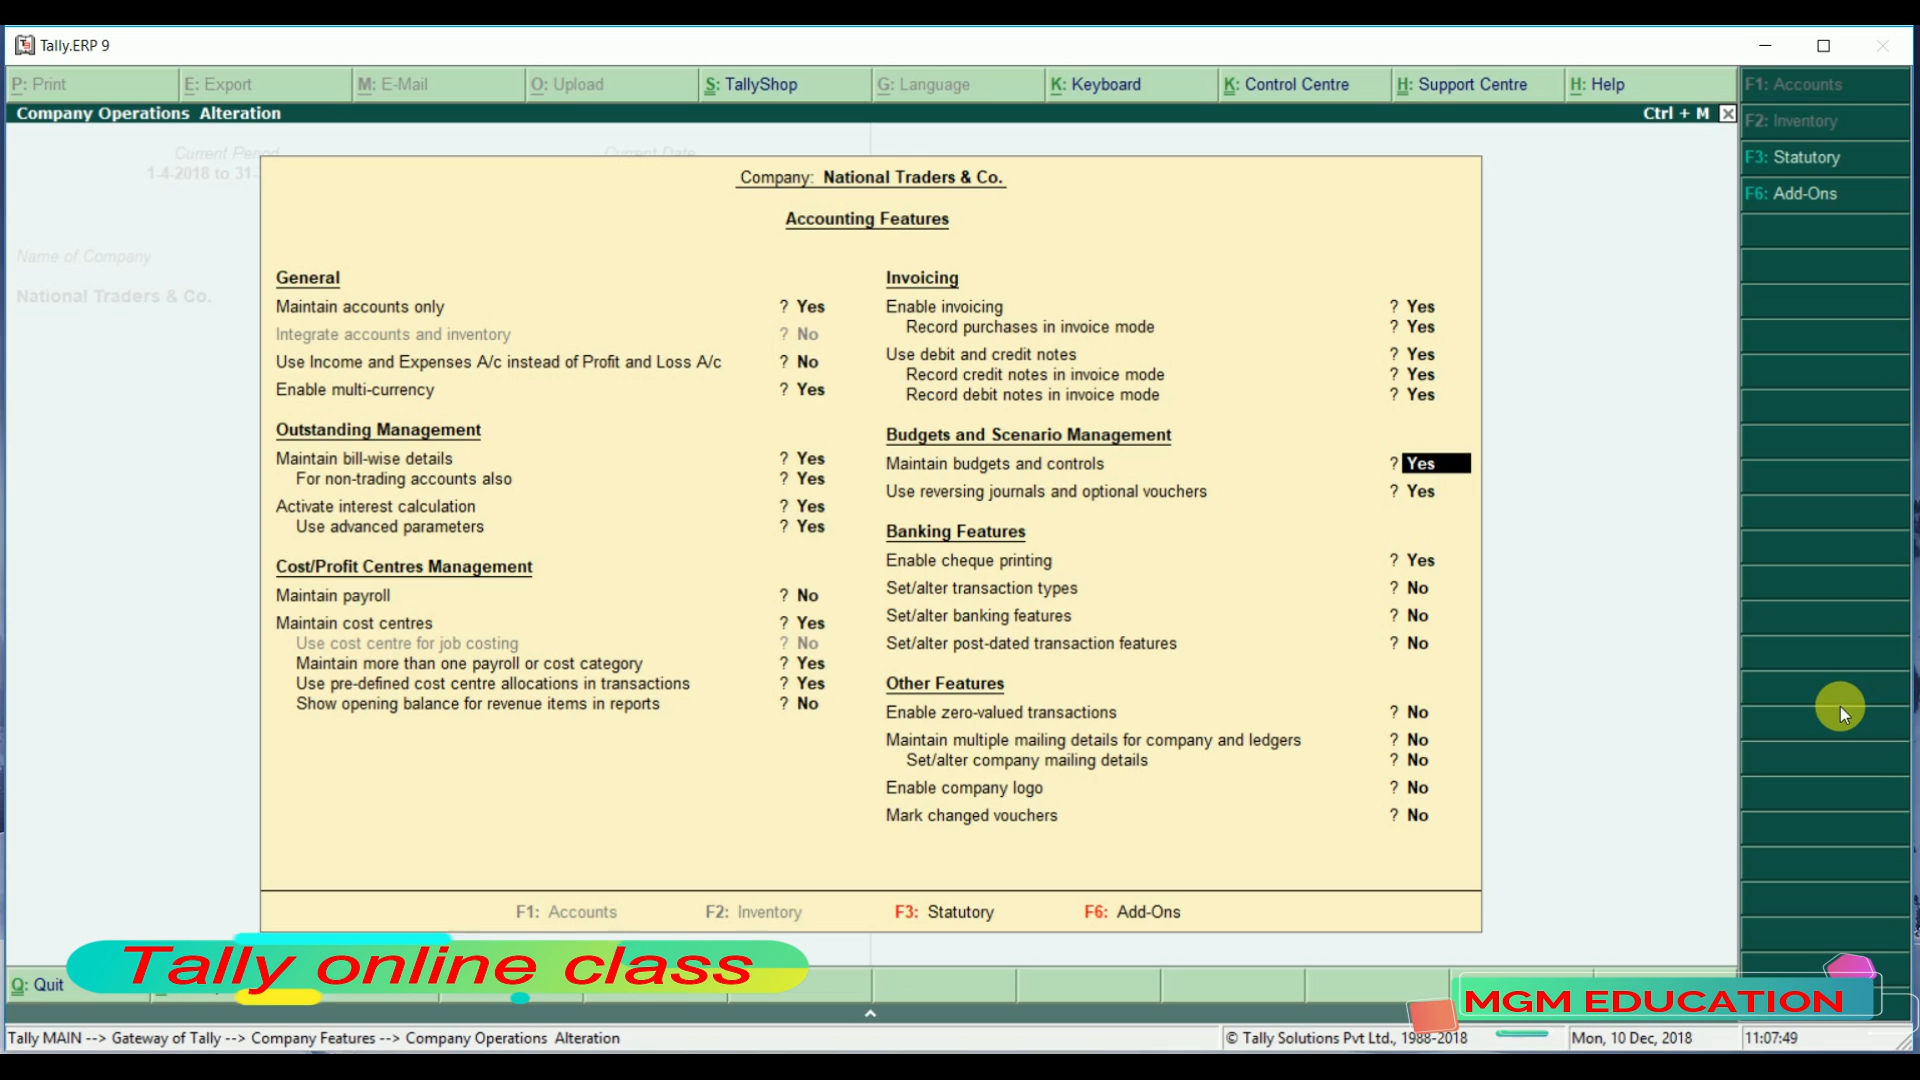 Tally.ERP 9
P: Print E: Export M: E-Mail O: Upload S: TallyShop G: Language K: Keyboard K: Control Centre H: Support Centre H: Help F1: Accounts
Company Operations Alteration Ctrl + M
F2: Inventory
F3: Statutory
F6: Add-Ons
Current Period Current Date
1-4-2018 to 31-
Name of Company
National Traders & Co.
Company: National Traders & Co.
Accounting Features
General
Maintain accounts only ? Yes
Integrate accounts and inventory ? No
Use Income and Expenses A/c instead of Profit and Loss A/c ? No
Enable multi-currency ? Yes
Outstanding Management
Maintain bill-wise details ? Yes
For non-trading accounts also ? Yes
Activate interest calculation ? Yes
Use advanced parameters ? Yes
Cost/Profit Centres Management
Maintain payroll ? No
Maintain cost centres ? Yes
Use cost centre for job costing ? No
Maintain more than one payroll or cost category ? Yes
Use pre-defined cost centre allocations in transactions ? Yes
Show opening balance for revenue items in reports ? No
Invoicing
Enable invoicing ? Yes
Record purchases in invoice mode ? Yes
Use debit and credit notes ? Yes
Record credit notes in invoice mode ? Yes
Record debit notes in invoice mode ? Yes
Budgets and Scenario Management
Maintain budgets and controls ? Yes
Use reversing journals and optional vouchers ? Yes
Banking Features
Enable cheque printing ? Yes
Set/alter transaction types ? No
Set/alter banking features ? No
Set/alter post-dated transaction features ? No
Other Features
Enable zero-valued transactions ? No
Maintain multiple mailing details for company and ledgers ? No
Set/alter company mailing details ? No
Enable company logo ? No
Mark changed vouchers ? No
F1: Accounts F2: Inventory F3: Statutory F6: Add-Ons
Tally online class
Q: Quit
MGM EDUCATION
Tally MAIN --> Gateway of Tally --> Company Features --> Company Operations Alteration © Tally Solutions Pvt Ltd., 1988-2018 Mon, 10 Dec, 2018 11:07:49